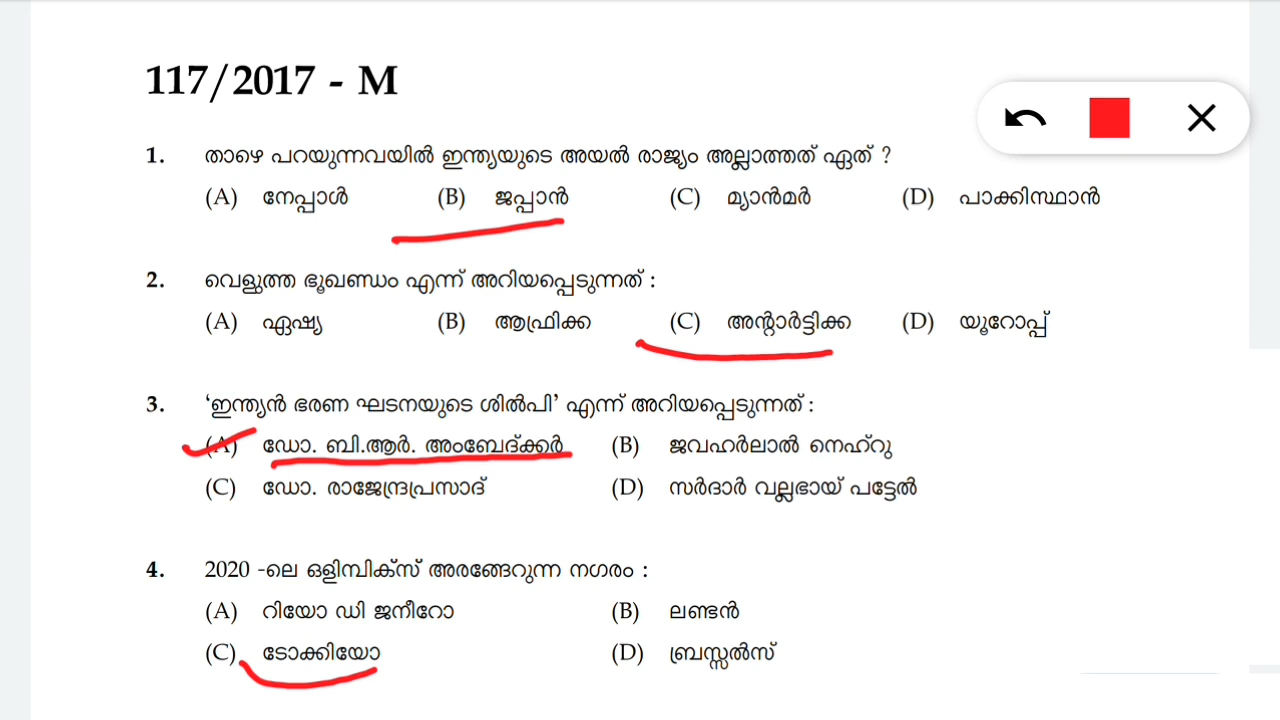 117/2017 - M
1. താഴെ പറയുന്നവയിൽ ഇന്ത്യയുടെ അയൽ രാജ്യം അല്ലാത്തത് ഏത് ?
(A) നേപ്പാൾ (B) ജപ്പാൻ (C) മ്യാൻമർ (D) പാക്കിസ്ഥാൻ
2. വെളുത്ത ഭൂഖണ്ഡം എന്ന് അറിയപ്പെടുന്നത് :
(A) ഏഷ്യ (B) ആഫ്രിക്ക (C) അന്റാർട്ടിക്ക (D) യൂറോപ്പ്
3. ‘ഇന്ത്യൻ ഭരണ ഘടനയുടെ ശിൽപി’ എന്ന് അറിയപ്പെടുന്നത് :
(A) ഡോ. ബി.ആർ. അംബേദ്ക്കർ (B) ജവഹർലാൽ നെഹ്റു
(C) ഡോ. രാജേന്ദ്രപ്രസാദ് (D) സർദാർ വല്ലഭായ് പട്ടേൽ
4. 2020 -ലെ ഒളിമ്പിക്സ് അരങ്ങേറുന്ന നഗരം :
(A) റിയോ ഡി ജനീറോ (B) ലണ്ടൻ
(C) ടോക്കിയോ (D) ബ്രസ്സൽസ്